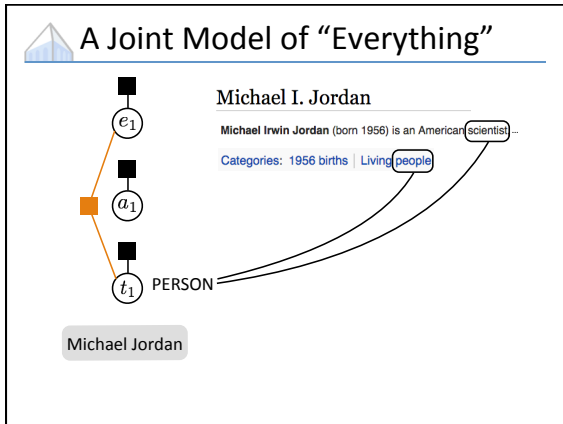 A Joint Model of “Everything”
e1
Michael I. Jordan
Michael Irwin Jordan (born 1956) is an American scientist ...
Categories: 1956 births | Living people
a1
t1 PERSON
Michael Jordan